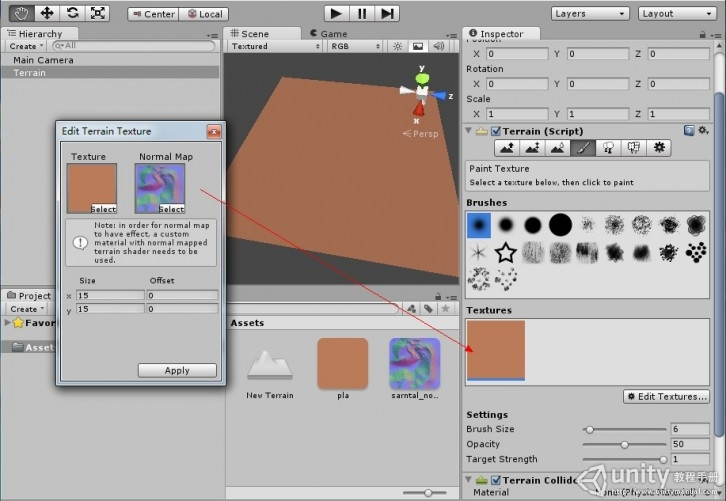 Center
Local
Layers
Layout
Hierarchy
Create
All
Main Camera
Terrain
Scene
Game
Textured
RGB
y
z
x
Persp
Edit Terrain Texture
Texture
Normal Map
Select
Select
Note: in order for normal map
to have effect, a custom
material with normal mapped
terrain shader needs to be
used.
Size
Offset
x 15 0
y 15 0
Apply
Project
Create
Favor
Asset
Assets
New Terrain
pla
sarntal_no...
Inspector
Position
X 0 Y 0 Z 0
Rotation
X 0 Y 0 Z 0
Scale
X 1 Y 1 Z 1
Terrain (Script)
Paint Texture
Select a texture below, then click to paint
Brushes
Textures
Edit Textures...
Settings
Brush Size 6
Opacity 50
Target Strength 1
Terrain Collid
Material
None (Physic Material)
unity
教程手册